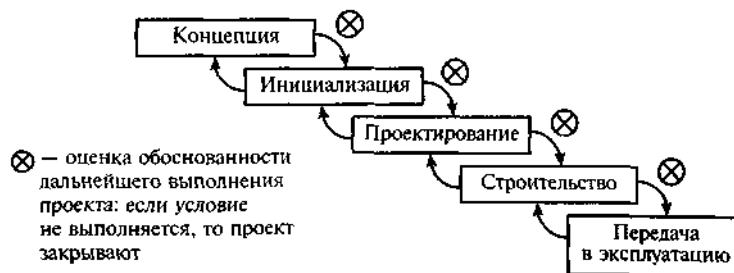 Концепция
Инициализация
Проектирование
Строительство
Передача
в эксплуатацию
— оценка обоснованности
дальнейшего выполнения
проекта: если условие
не выполняется, то проект
закрывают